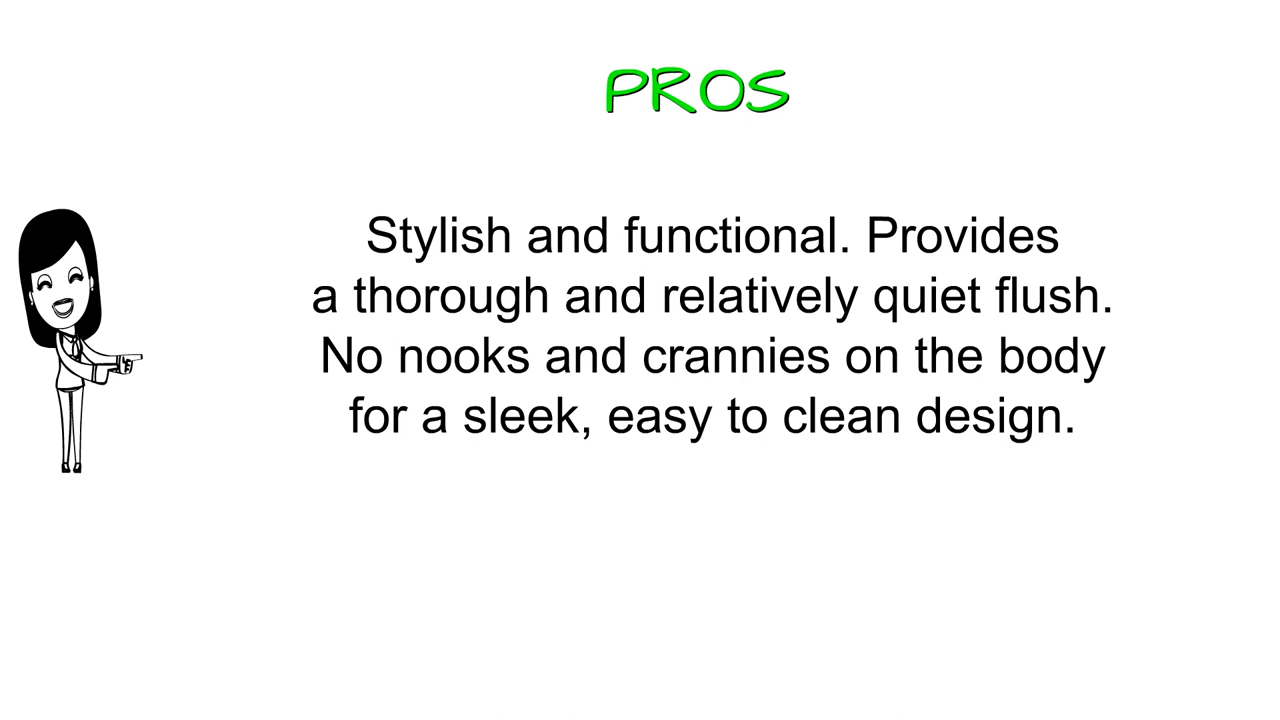 PROS
Stylish and functional. Provides
a thorough and relatively quiet flush.
No nooks and crannies on the body
for a sleek, easy to clean design.